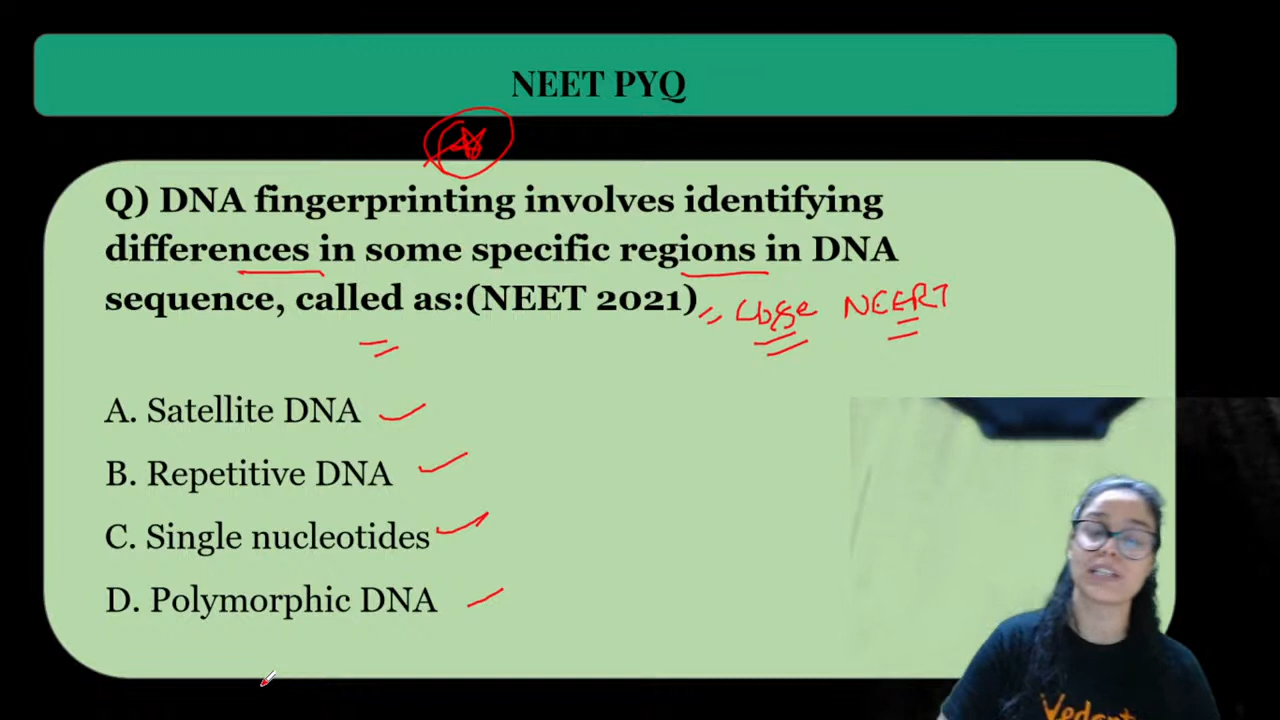 NEET PYQ
Q) DNA fingerprinting involves identifying
differences in some specific regions in DNA
sequence, called as:(NEET 2021)
NCERT
A. Satellite DNA
B. Repetitive DNA
C. Single nucleotides
D. Polymorphic DNA